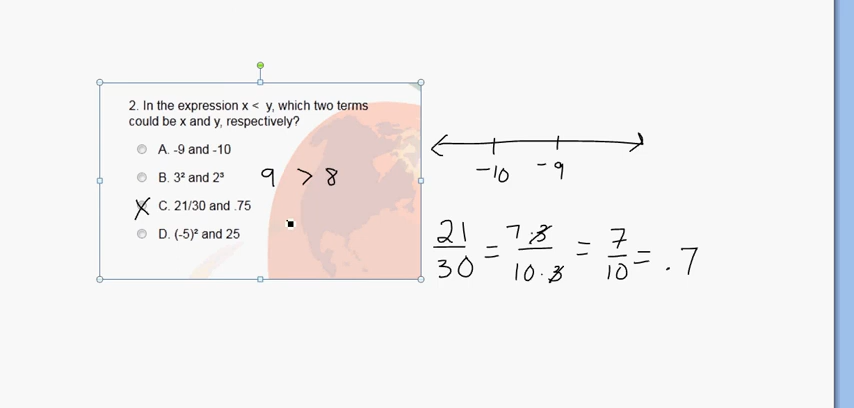 2. In the expression x < y, which two terms
could be x and y, respectively?
A. -9 and -10
B. 3² and 2³
9 > 8
C. 21/30 and .75
X
D. (-5)² and 25
-10 -9
21/30 = 7·3/10·3 = 7/10 = .7